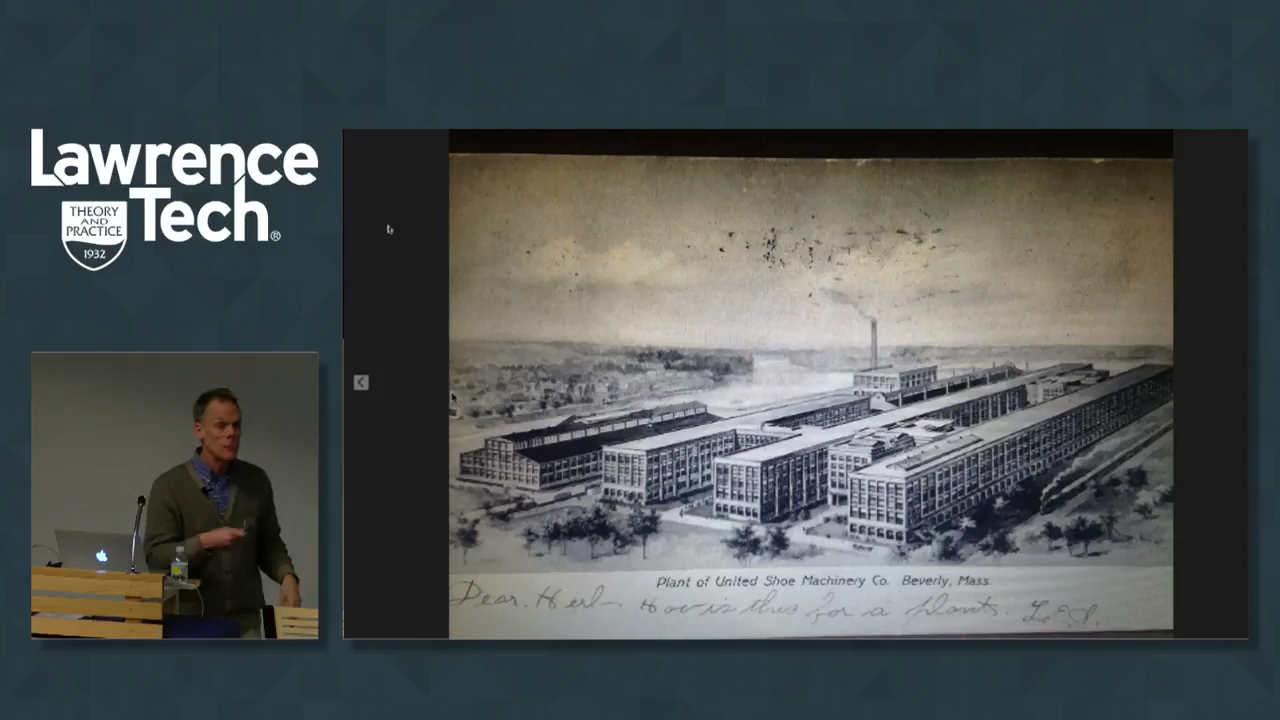 Lawrence
Tech®
THEORY
AND
PRACTICE
1932
Plant of United Shoe Machinery Co. Beverly, Mass.
Dear Herb – How is this for a plant. L.E.J.